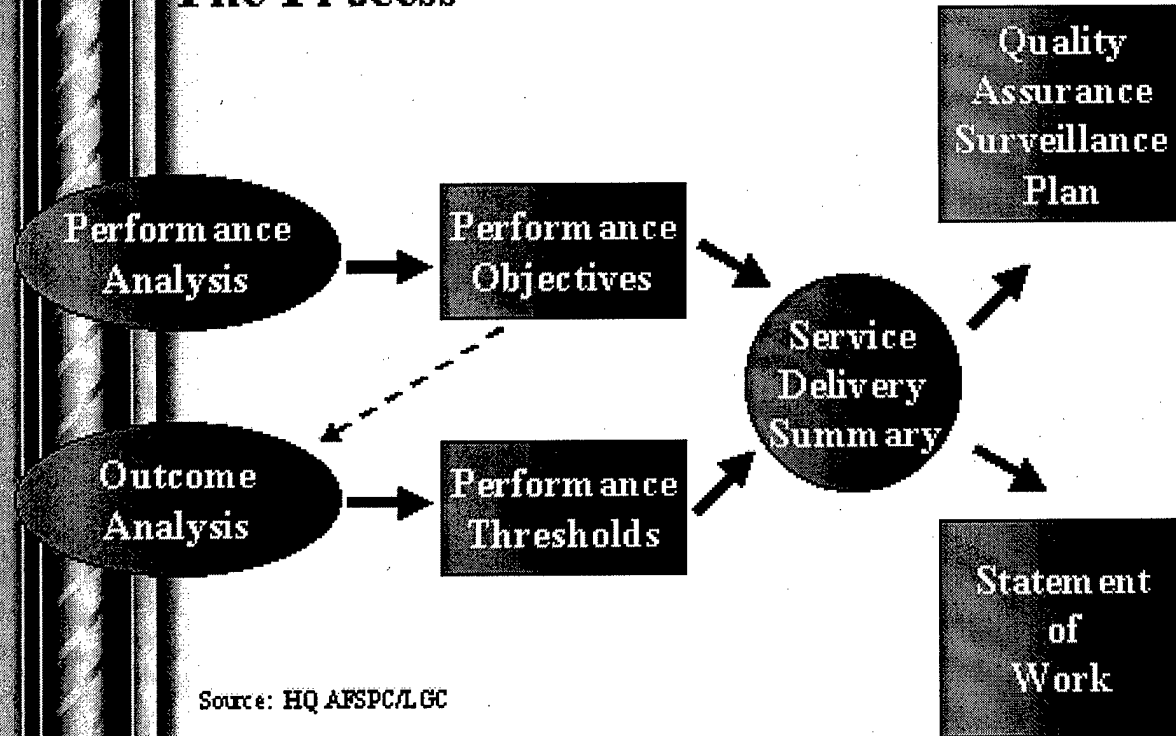 The Process
Quality
Assurance
Surveillance
Plan
Performance
Analysis
Performance
Objectives
Service
Delivery
Summary
Outcome
Analysis
Performance
Thresholds
Statement
of
Work
Source: HQ AFSPC/LGC